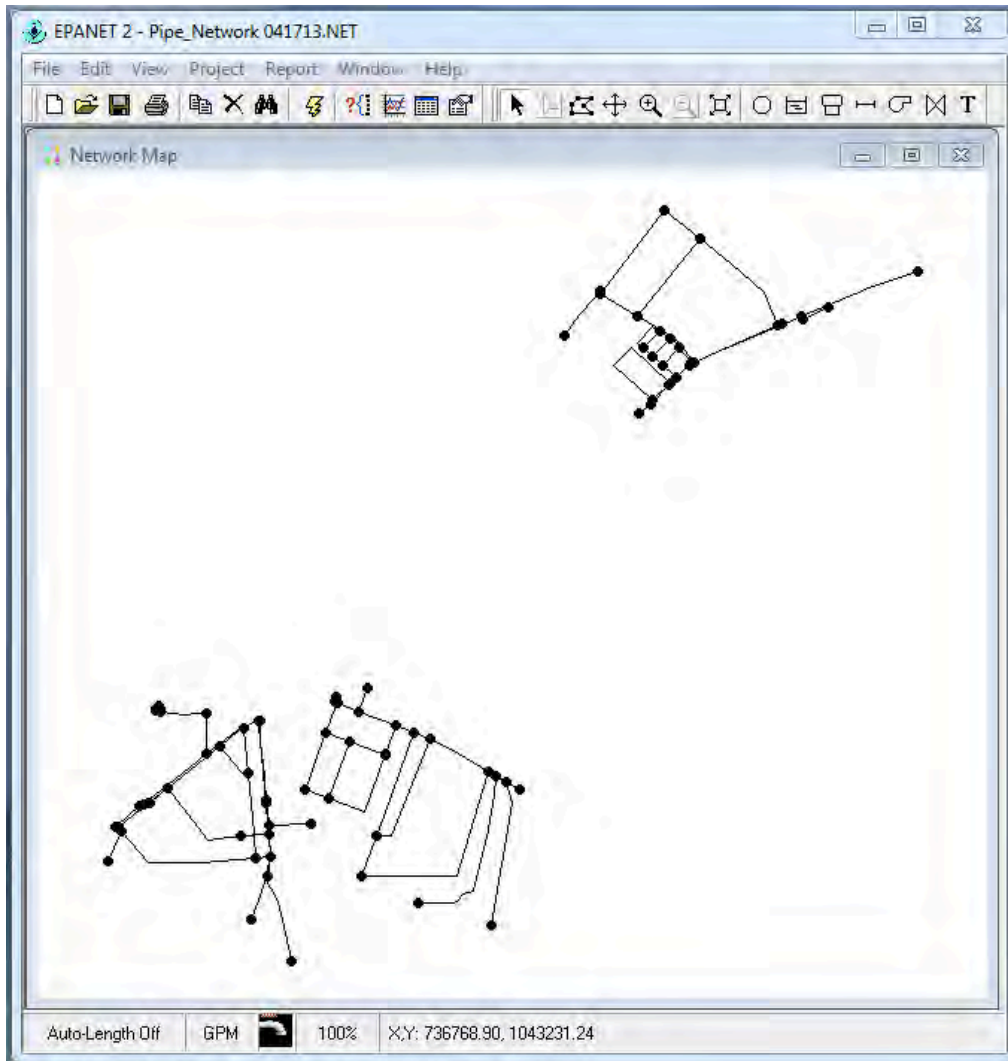 EPANET 2 - Pipe_Network 041713.NET
File Edit View Project Report Window Help
T
Network Map
Auto-Length Off GPM 100% X,Y: 736768.90, 1043231.24